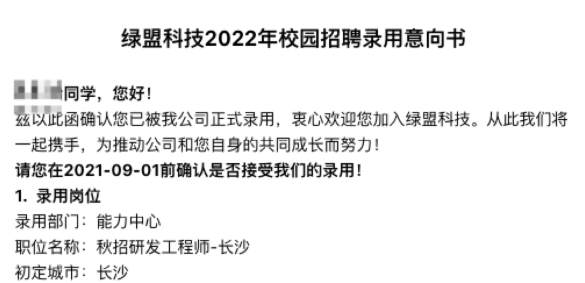 绿盟科技2022年校园招聘录用意向书
同学，您好！
兹以此函确认您已被我公司正式录用，衷心欢迎您加入绿盟科技。从此我们将
一起携手，为推动公司和您自身的共同成长而努力！
请您在2021-09-01前确认是否接受我们的录用！
1. 录用岗位
录用部门：能力中心
职位名称：秋招研发工程师-长沙
初定城市：长沙